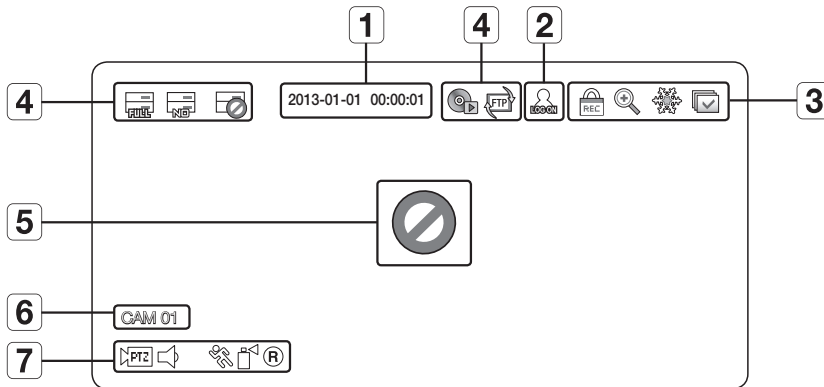 1
4
2
4
FULL
NO
2013-01-01 00:00:01
FTP
LOG ON
REC
3
5
6
CAM 01
7
PTZ
R